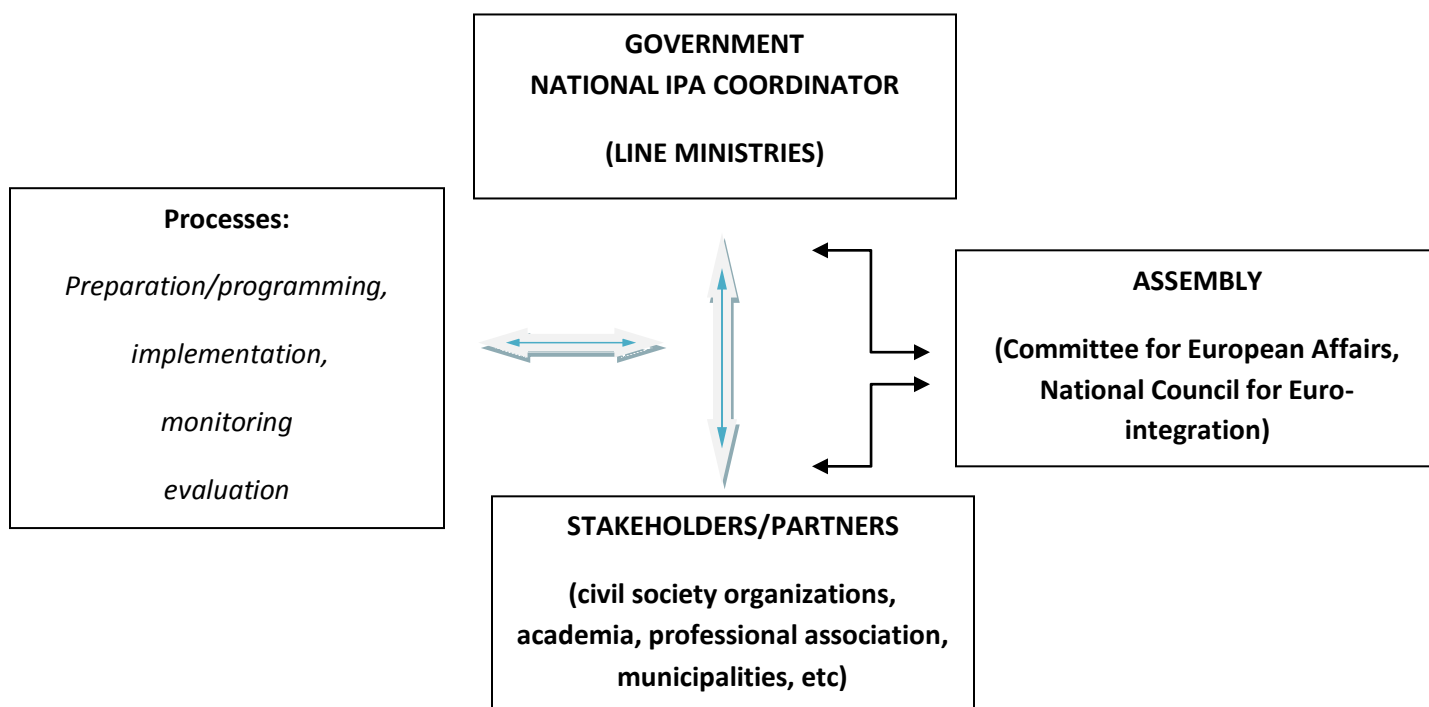 GOVERNMENT
NATIONAL IPA COORDINATOR
(LINE MINISTRIES)
Processes:
Preparation/programming,
implementation,
monitoring
evaluation
ASSEMBLY
(Committee for European Affairs,
National Council for Euro-
integration)
STAKEHOLDERS/PARTNERS
(civil society organizations,
academia, professional association,
municipalities, etc)